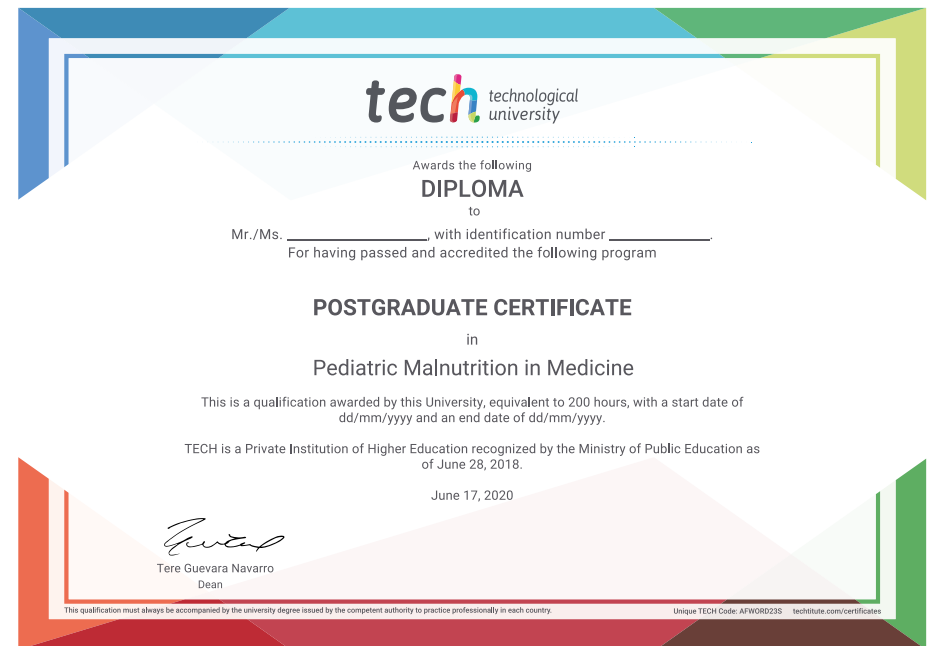 tech technological
university
Awards the following
DIPLOMA
to
Mr./Ms. ____________________, with identification number ______________.
For having passed and accredited the following program
POSTGRADUATE CERTIFICATE
in
Pediatric Malnutrition in Medicine
This is a qualification awarded by this University, equivalent to 200 hours, with a start date of
dd/mm/yyyy and an end date of dd/mm/yyyy.
TECH is a Private Institution of Higher Education recognized by the Ministry of Public Education as
of June 28, 2018.
June 17, 2020
Tere Guevara Navarro
Dean
This qualification must always be accompanied by the university degree issued by the competent authority to practice professionally in each country.
Unique TECH Code: AFWORD23S techtitute.com/certificates